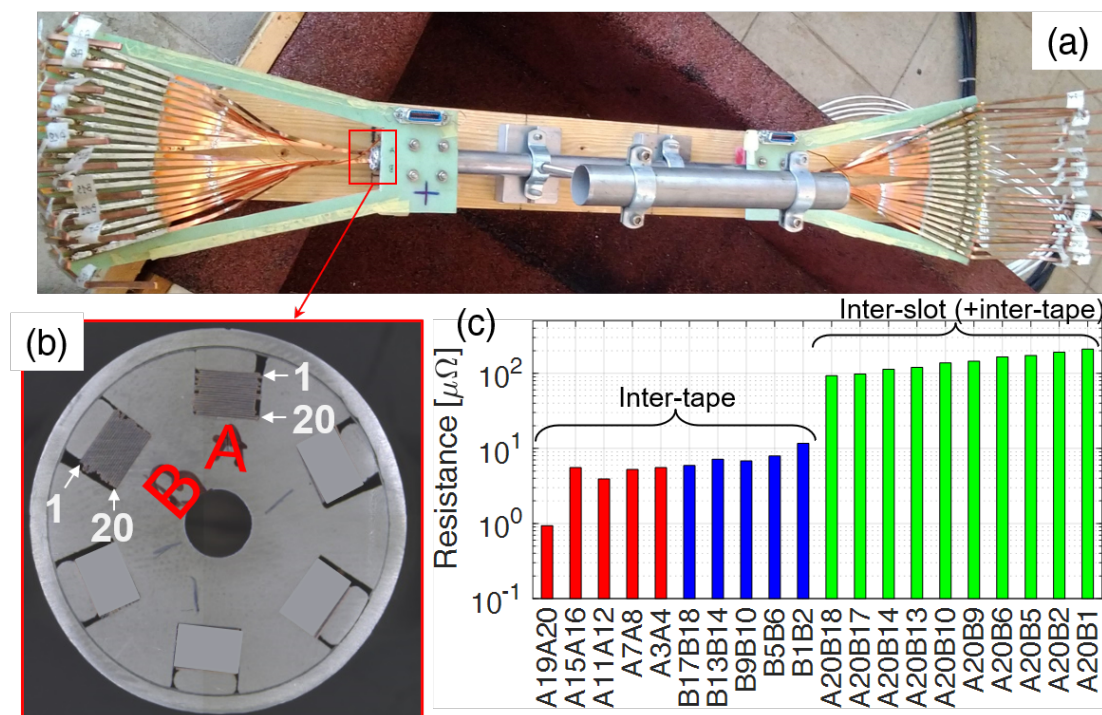 (a)
+
(b)
1
20
A
B
1
20
(c)
Inter-slot (+inter-tape)
Inter-tape
Resistance [μΩ]
10²
10¹
10⁰
10⁻¹
A19A20
A15A16
A11A12
A7A8
A3A4
B17B18
B13B14
B9B10
B5B6
B1B2
A20B18
A20B17
A20B14
A20B13
A20B10
A20B9
A20B6
A20B5
A20B2
A20B1